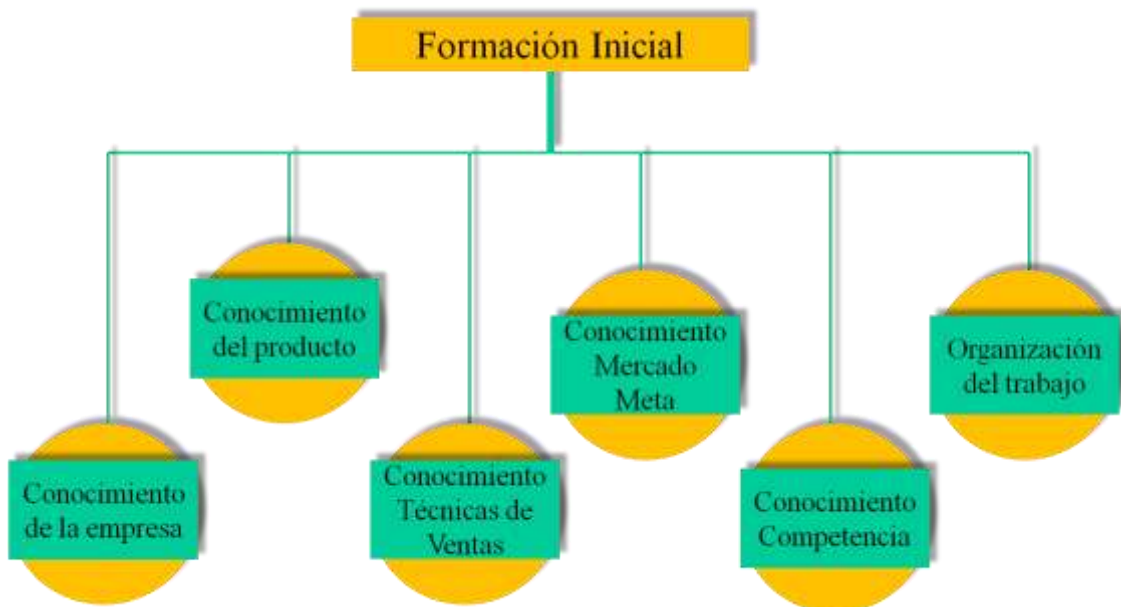 Formación Inicial
Conocimiento
del producto
Conocimiento
Mercado
Meta
Organización
del trabajo
Conocimiento
de la empresa
Conocimiento
Técnicas de
Ventas
Conocimiento
Competencia